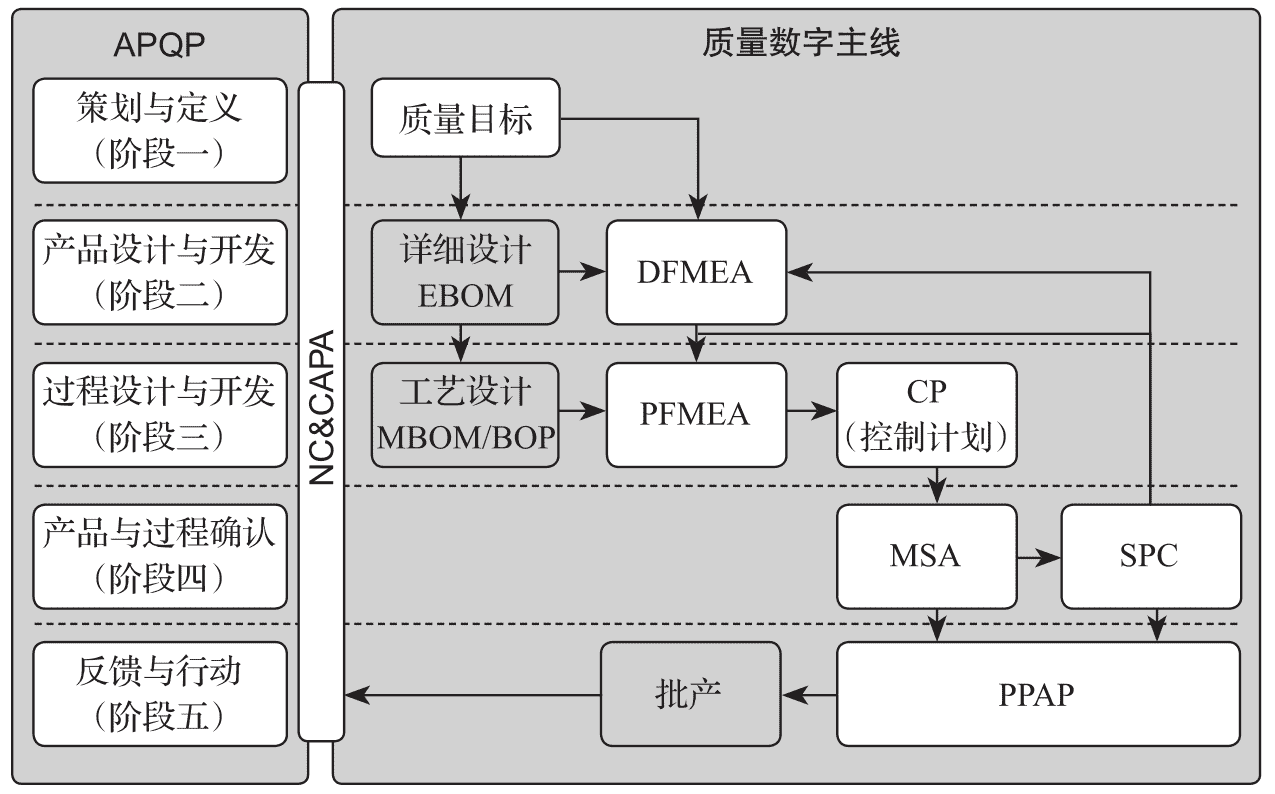 APQP
策划与定义
（阶段一）
产品设计与开发
（阶段二）
过程设计与开发
（阶段三）
产品与过程确认
（阶段四）
反馈与行动
（阶段五）
NC&CAPA
质量数字主线
质量目标
详细设计
EBOM
DFMEA
工艺设计
MBOM/BOP
PFMEA
CP
（控制计划）
MSA
SPC
批产
PPAP